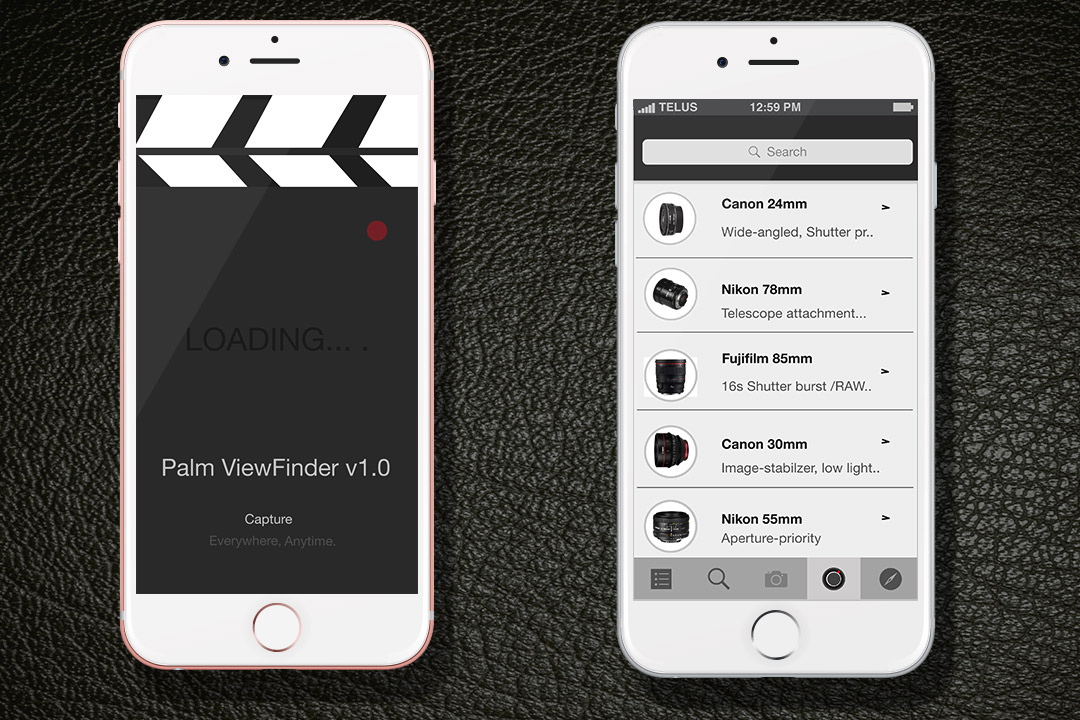 LOADING... .
Palm ViewFinder v1.0
Capture
Everywhere, Anytime.
TELUS 12:59 PM
Search
Canon 24mm
Wide-angled, Shutter pr..
Nikon 78mm
Telescope attachment...
Fujifilm 85mm
16s Shutter burst /RAW..
Canon 30mm
Image-stabilzer, low light..
Nikon 55mm
Aperture-priority